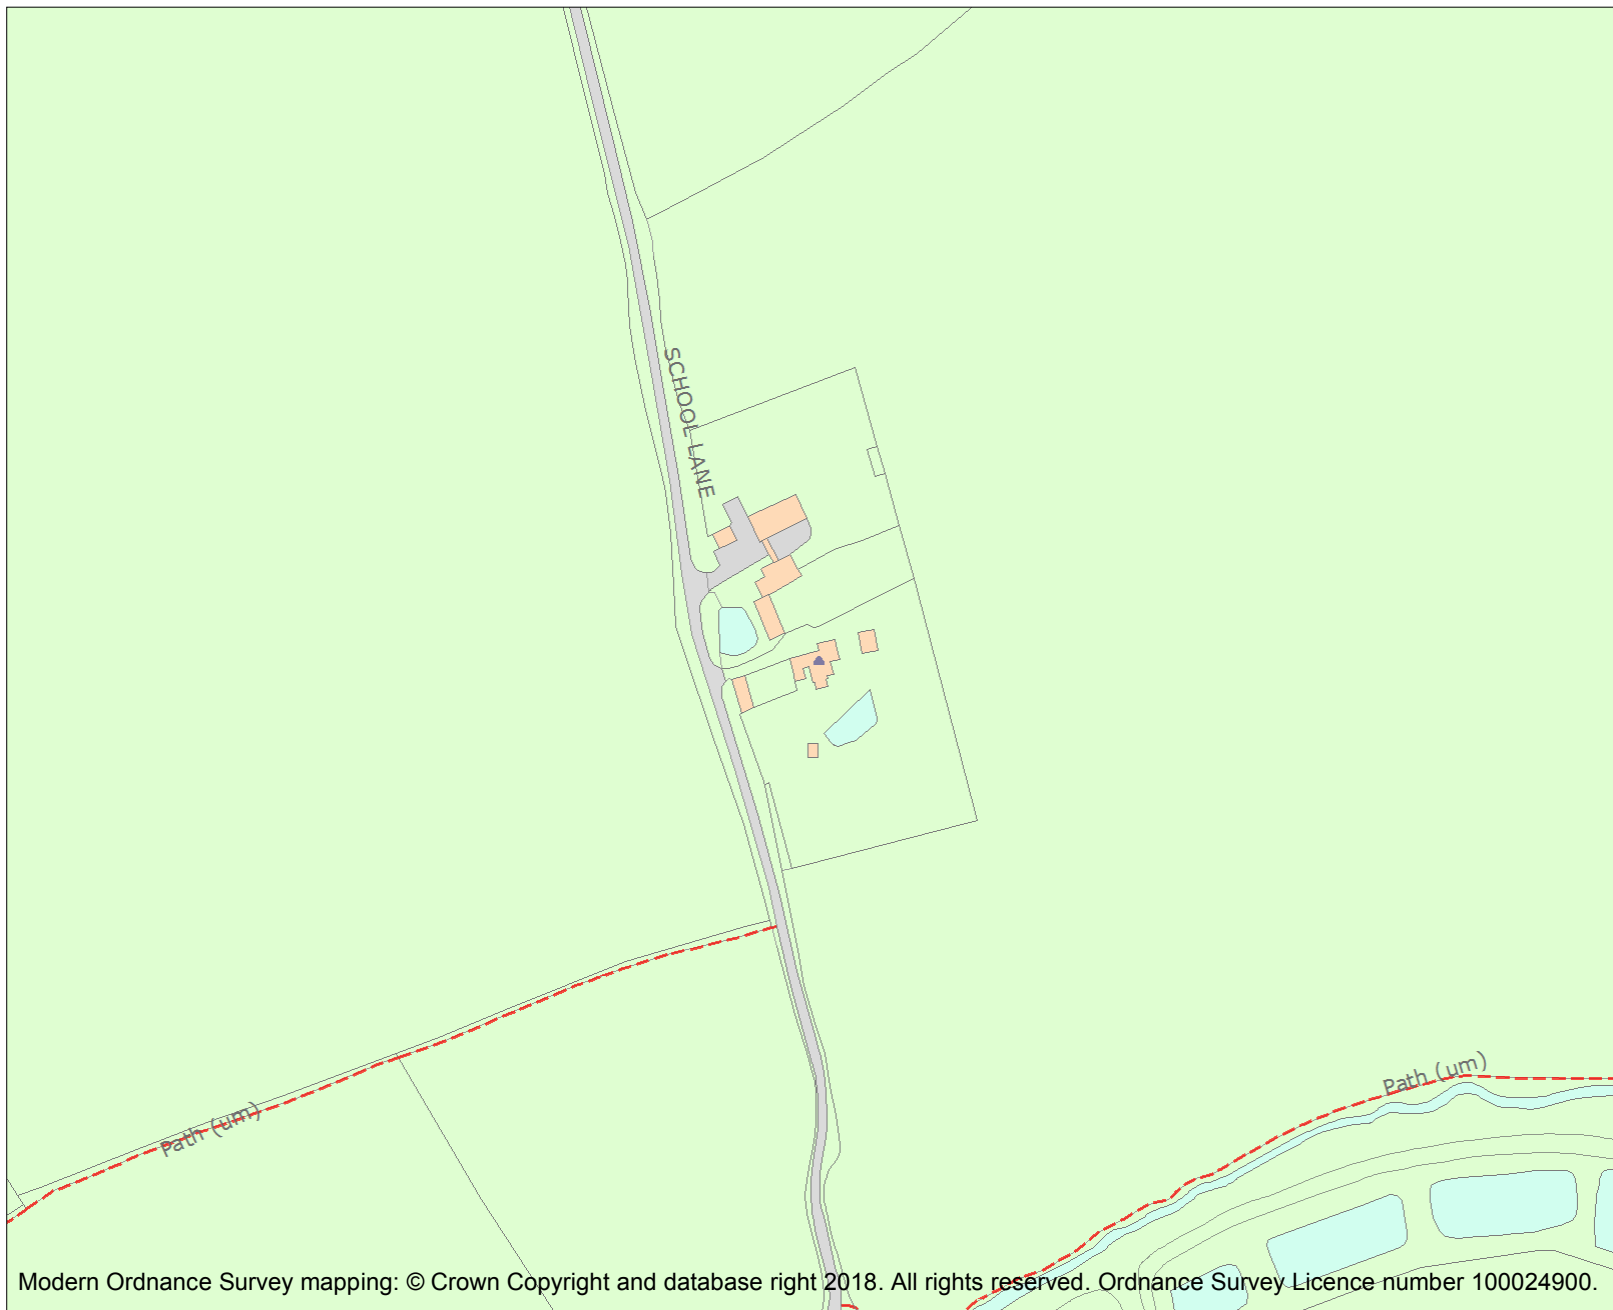 SCHOOL LANE
Path (um)
Path (um)
Modern Ordnance Survey mapping: © Crown Copyright and database right 2018. All rights reserved. Ordnance Survey Licence number 100024900.